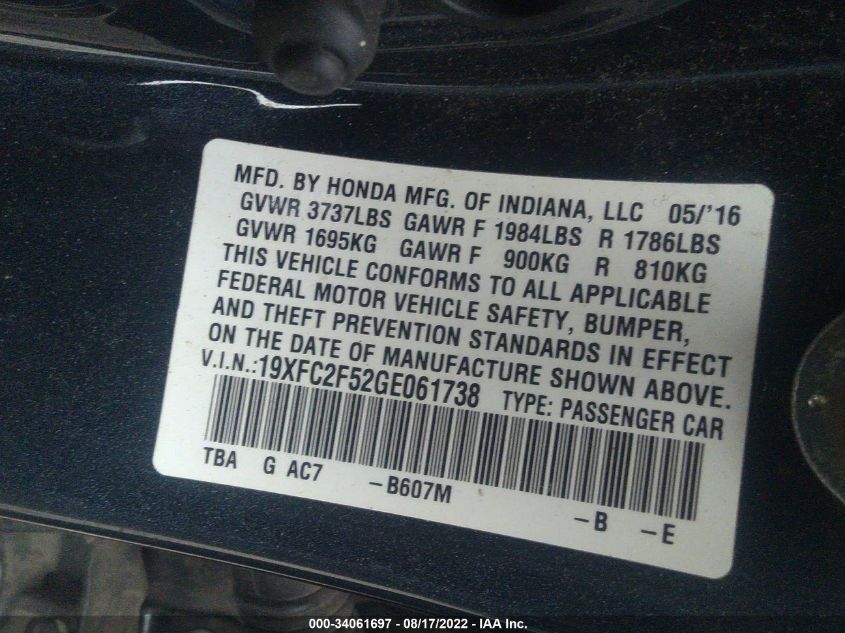 MFD. BY HONDA MFG. OF INDIANA, LLC 05/'16
GVWR 3737LBS GAWR F 1984LBS R 1786LBS
GVWR 1695KG GAWR F 900KG R 810KG
THIS VEHICLE CONFORMS TO ALL APPLICABLE
FEDERAL MOTOR VEHICLE SAFETY, BUMPER,
AND THEFT PREVENTION STANDARDS IN EFFECT
ON THE DATE OF MANUFACTURE SHOWN ABOVE.
V.I.N.:19XFC2F52GE061738 TYPE: PASSENGER CAR
TBA G AC7 –B607M –B –E
000-34061697 - 08/17/2022 - IAA Inc.